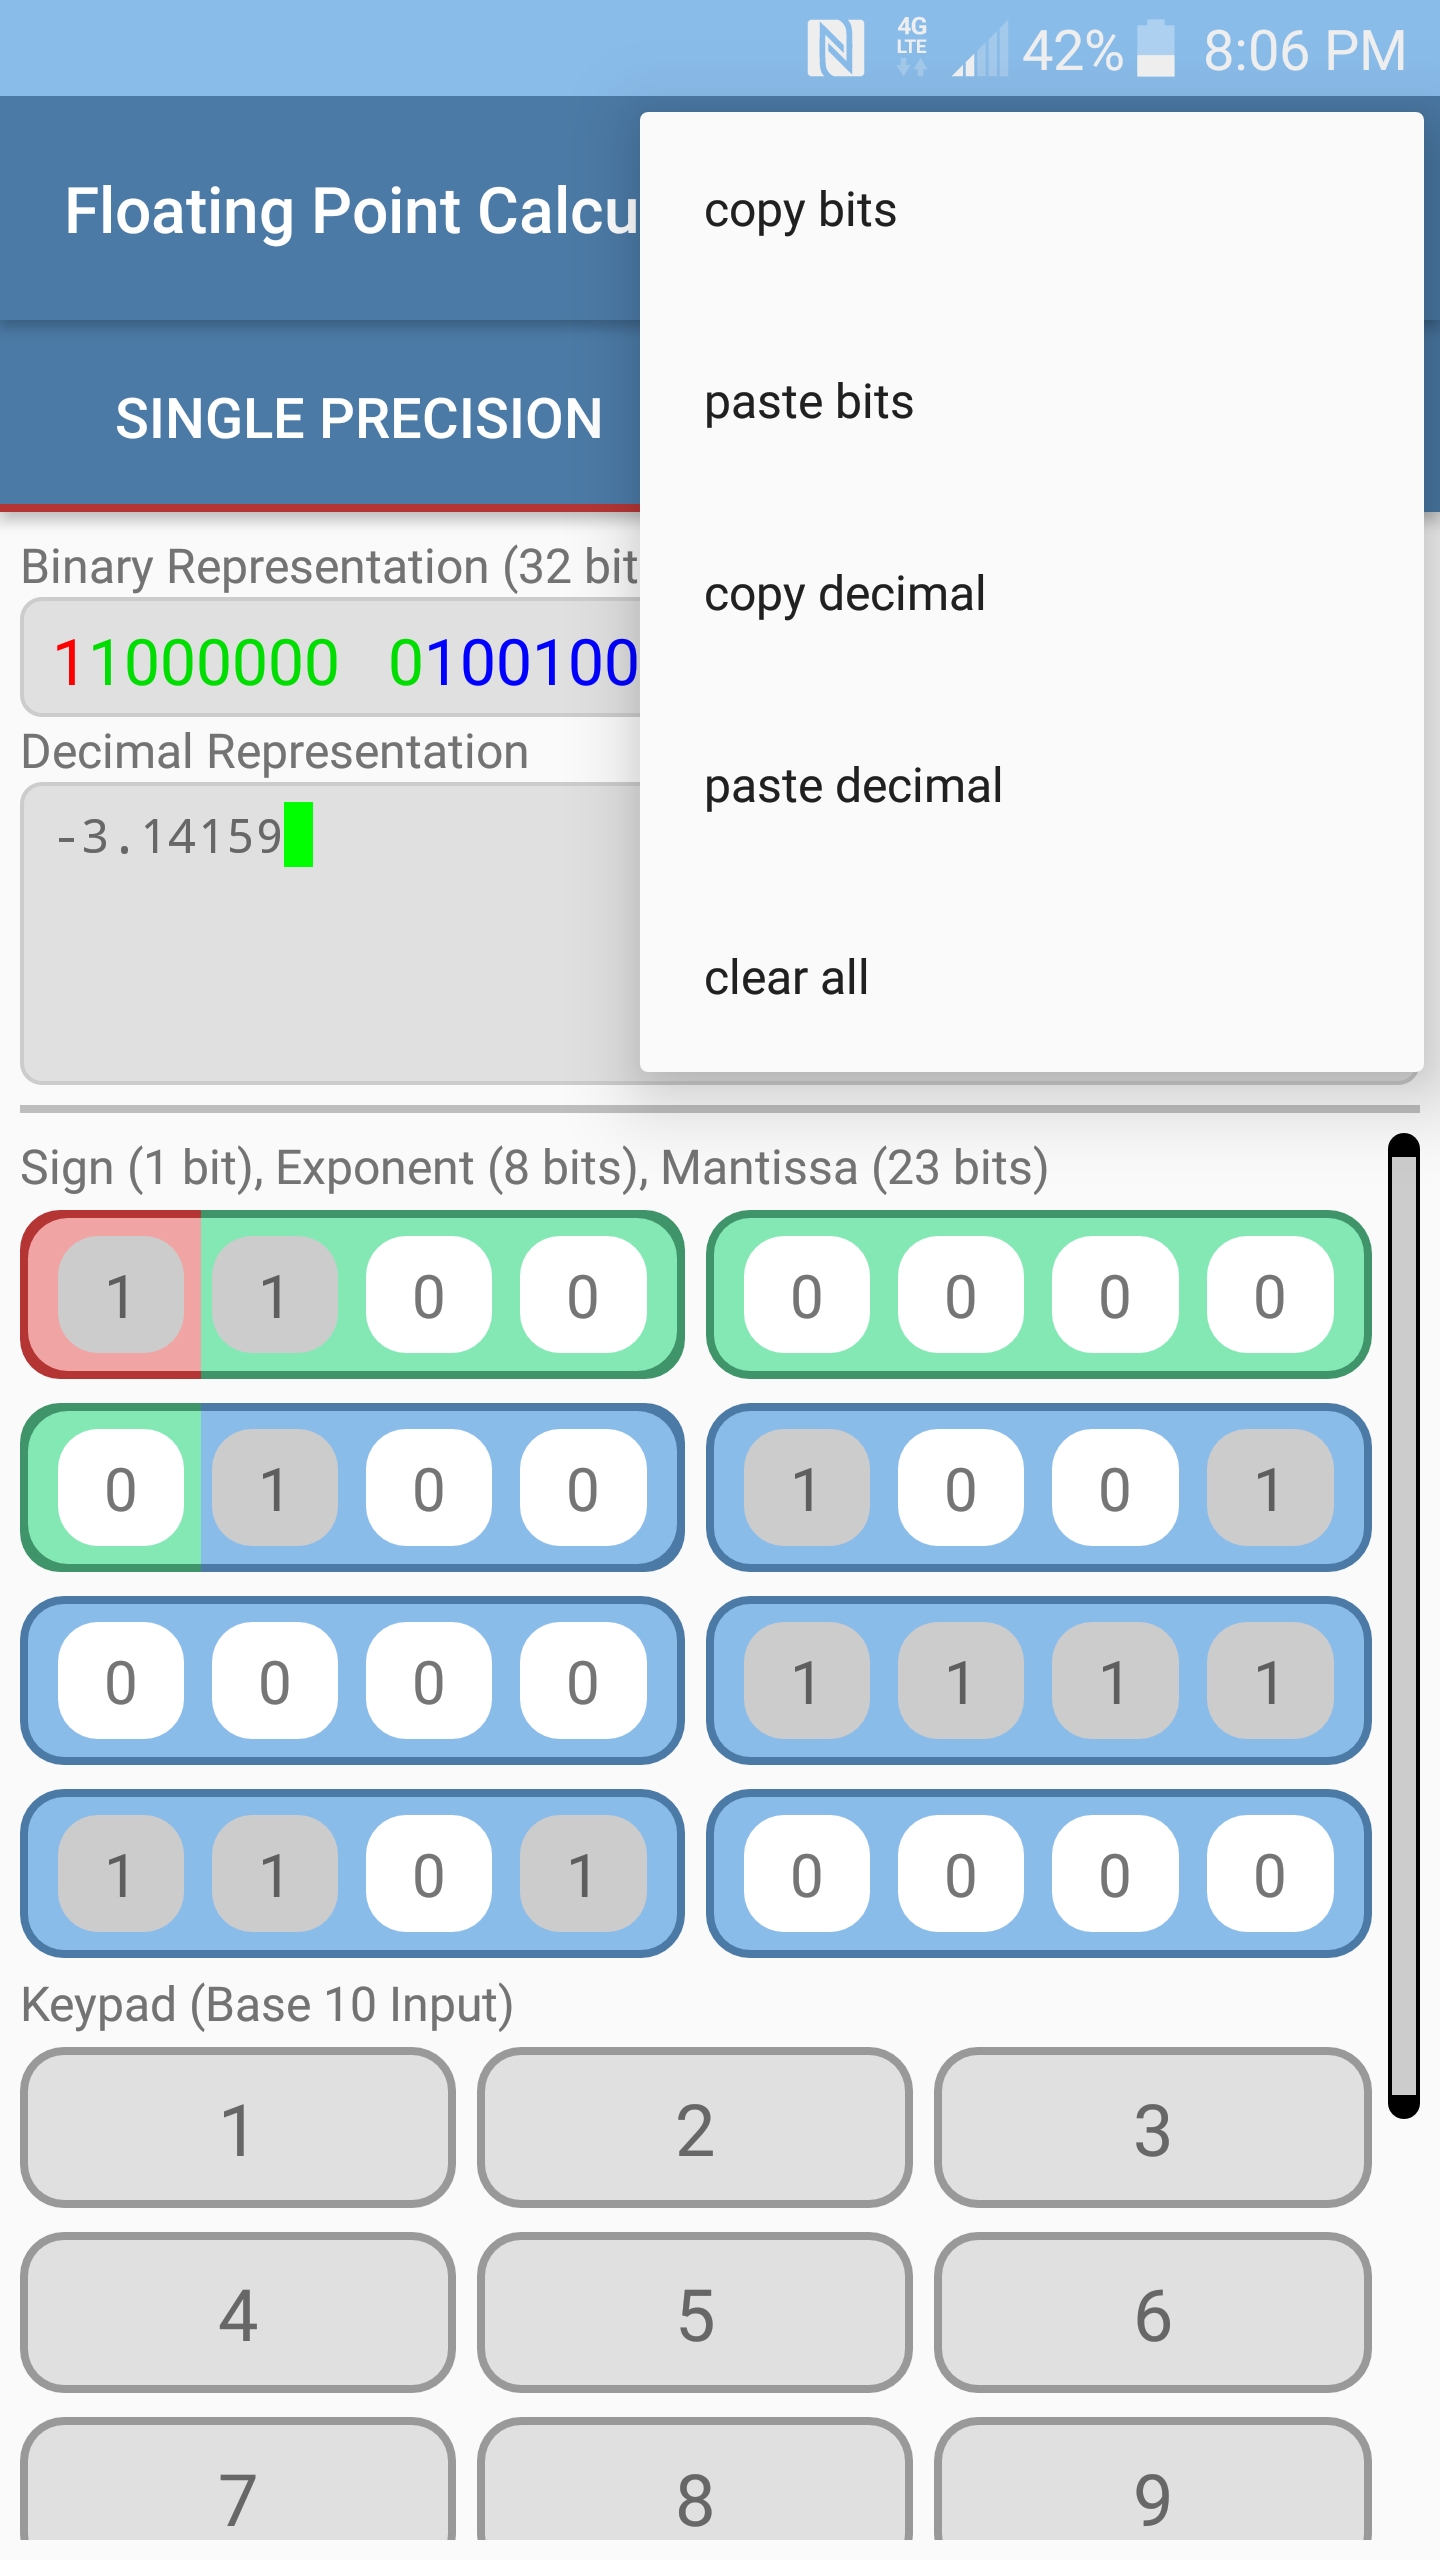 4G LTE 42% 8:06 PM
Floating Point Calcu
copy bits
SINGLE PRECISION
paste bits
Binary Representation (32 bit
copy decimal
11000000 0100100
Decimal Representation
paste decimal
-3.14159
clear all
Sign (1 bit), Exponent (8 bits), Mantissa (23 bits)
1 1 0 0 0 0 0 0
0 1 0 0 1 0 0 1
0 0 0 0 1 1 1 1
1 1 0 1 0 0 0 0
Keypad (Base 10 Input)
1 2 3
4 5 6
7 8 9